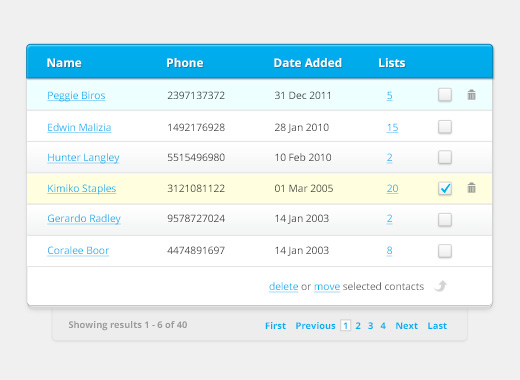 Name Phone Date Added Lists
Peggie Biros 2397137372 31 Dec 2011 5
Edwin Malizia 1492176928 28 Jan 2010 15
Hunter Langley 5515496980 10 Feb 2010 2
Kimiko Staples 3121081122 01 Mar 2005 20
Gerardo Radley 9578727024 14 Jan 2003 2
Coralee Boor 4474891697 14 Jan 2003 8
delete or move selected contacts
Showing results 1 - 6 of 40 First Previous 1 2 3 4 Next Last